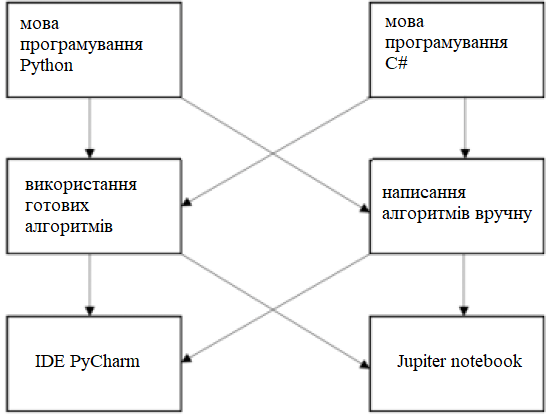 мова
програмування
Python
мова
програмування
C#
використання
готових
алгоритмів
написання
алгоритмів вручну
IDE PyCharm
Jupiter notebook